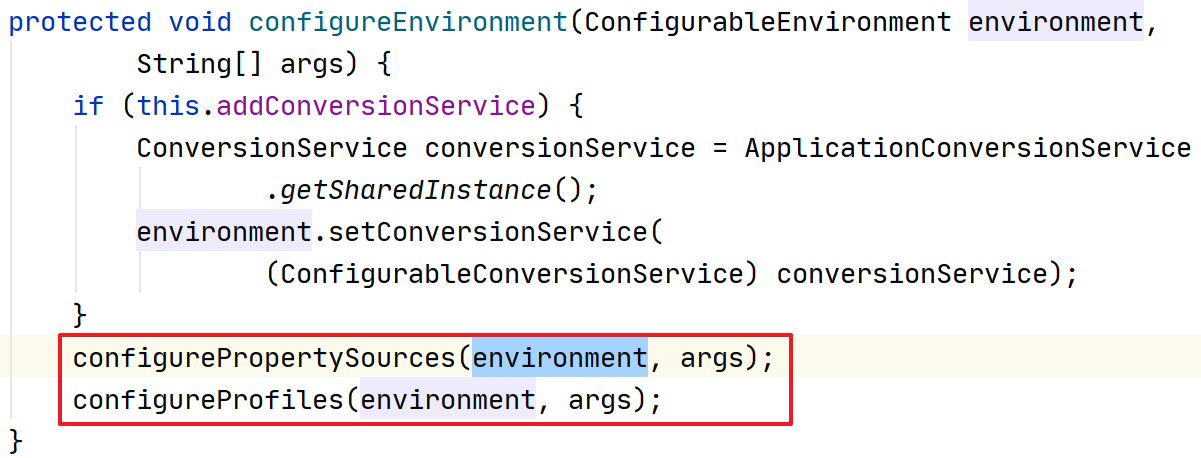 protected void configureEnvironment(ConfigurableEnvironment environment,
        String[] args) {
    if (this.addConversionService) {
        ConversionService conversionService = ApplicationConversionService
                .getSharedInstance();
        environment.setConversionService(
                (ConfigurableConversionService) conversionService);
    }
    configurePropertySources(environment, args);
    configureProfiles(environment, args);
}